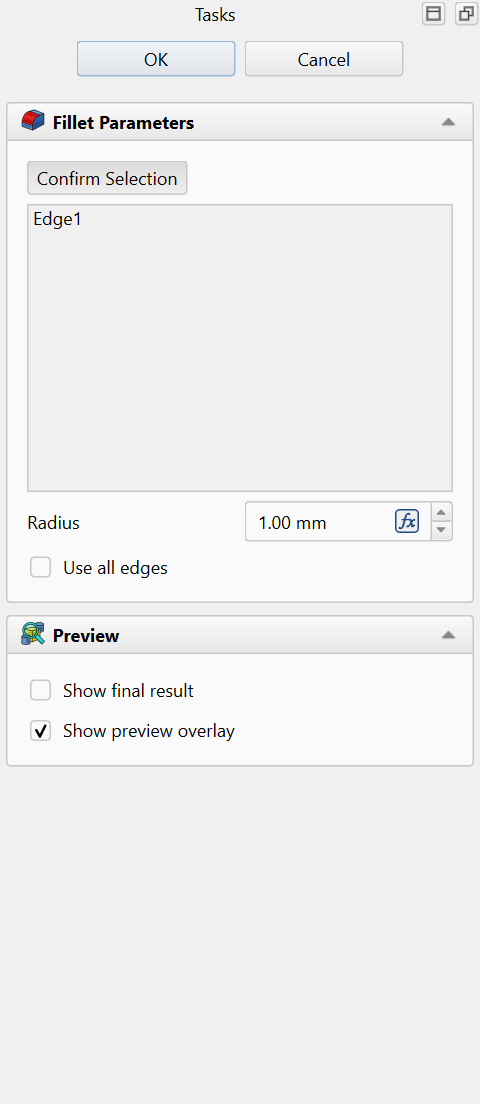 Tasks
OK Cancel
Fillet Parameters
Confirm Selection
Edge1
Radius 1.00 mm fx
Use all edges
Preview
Show final result
Show preview overlay